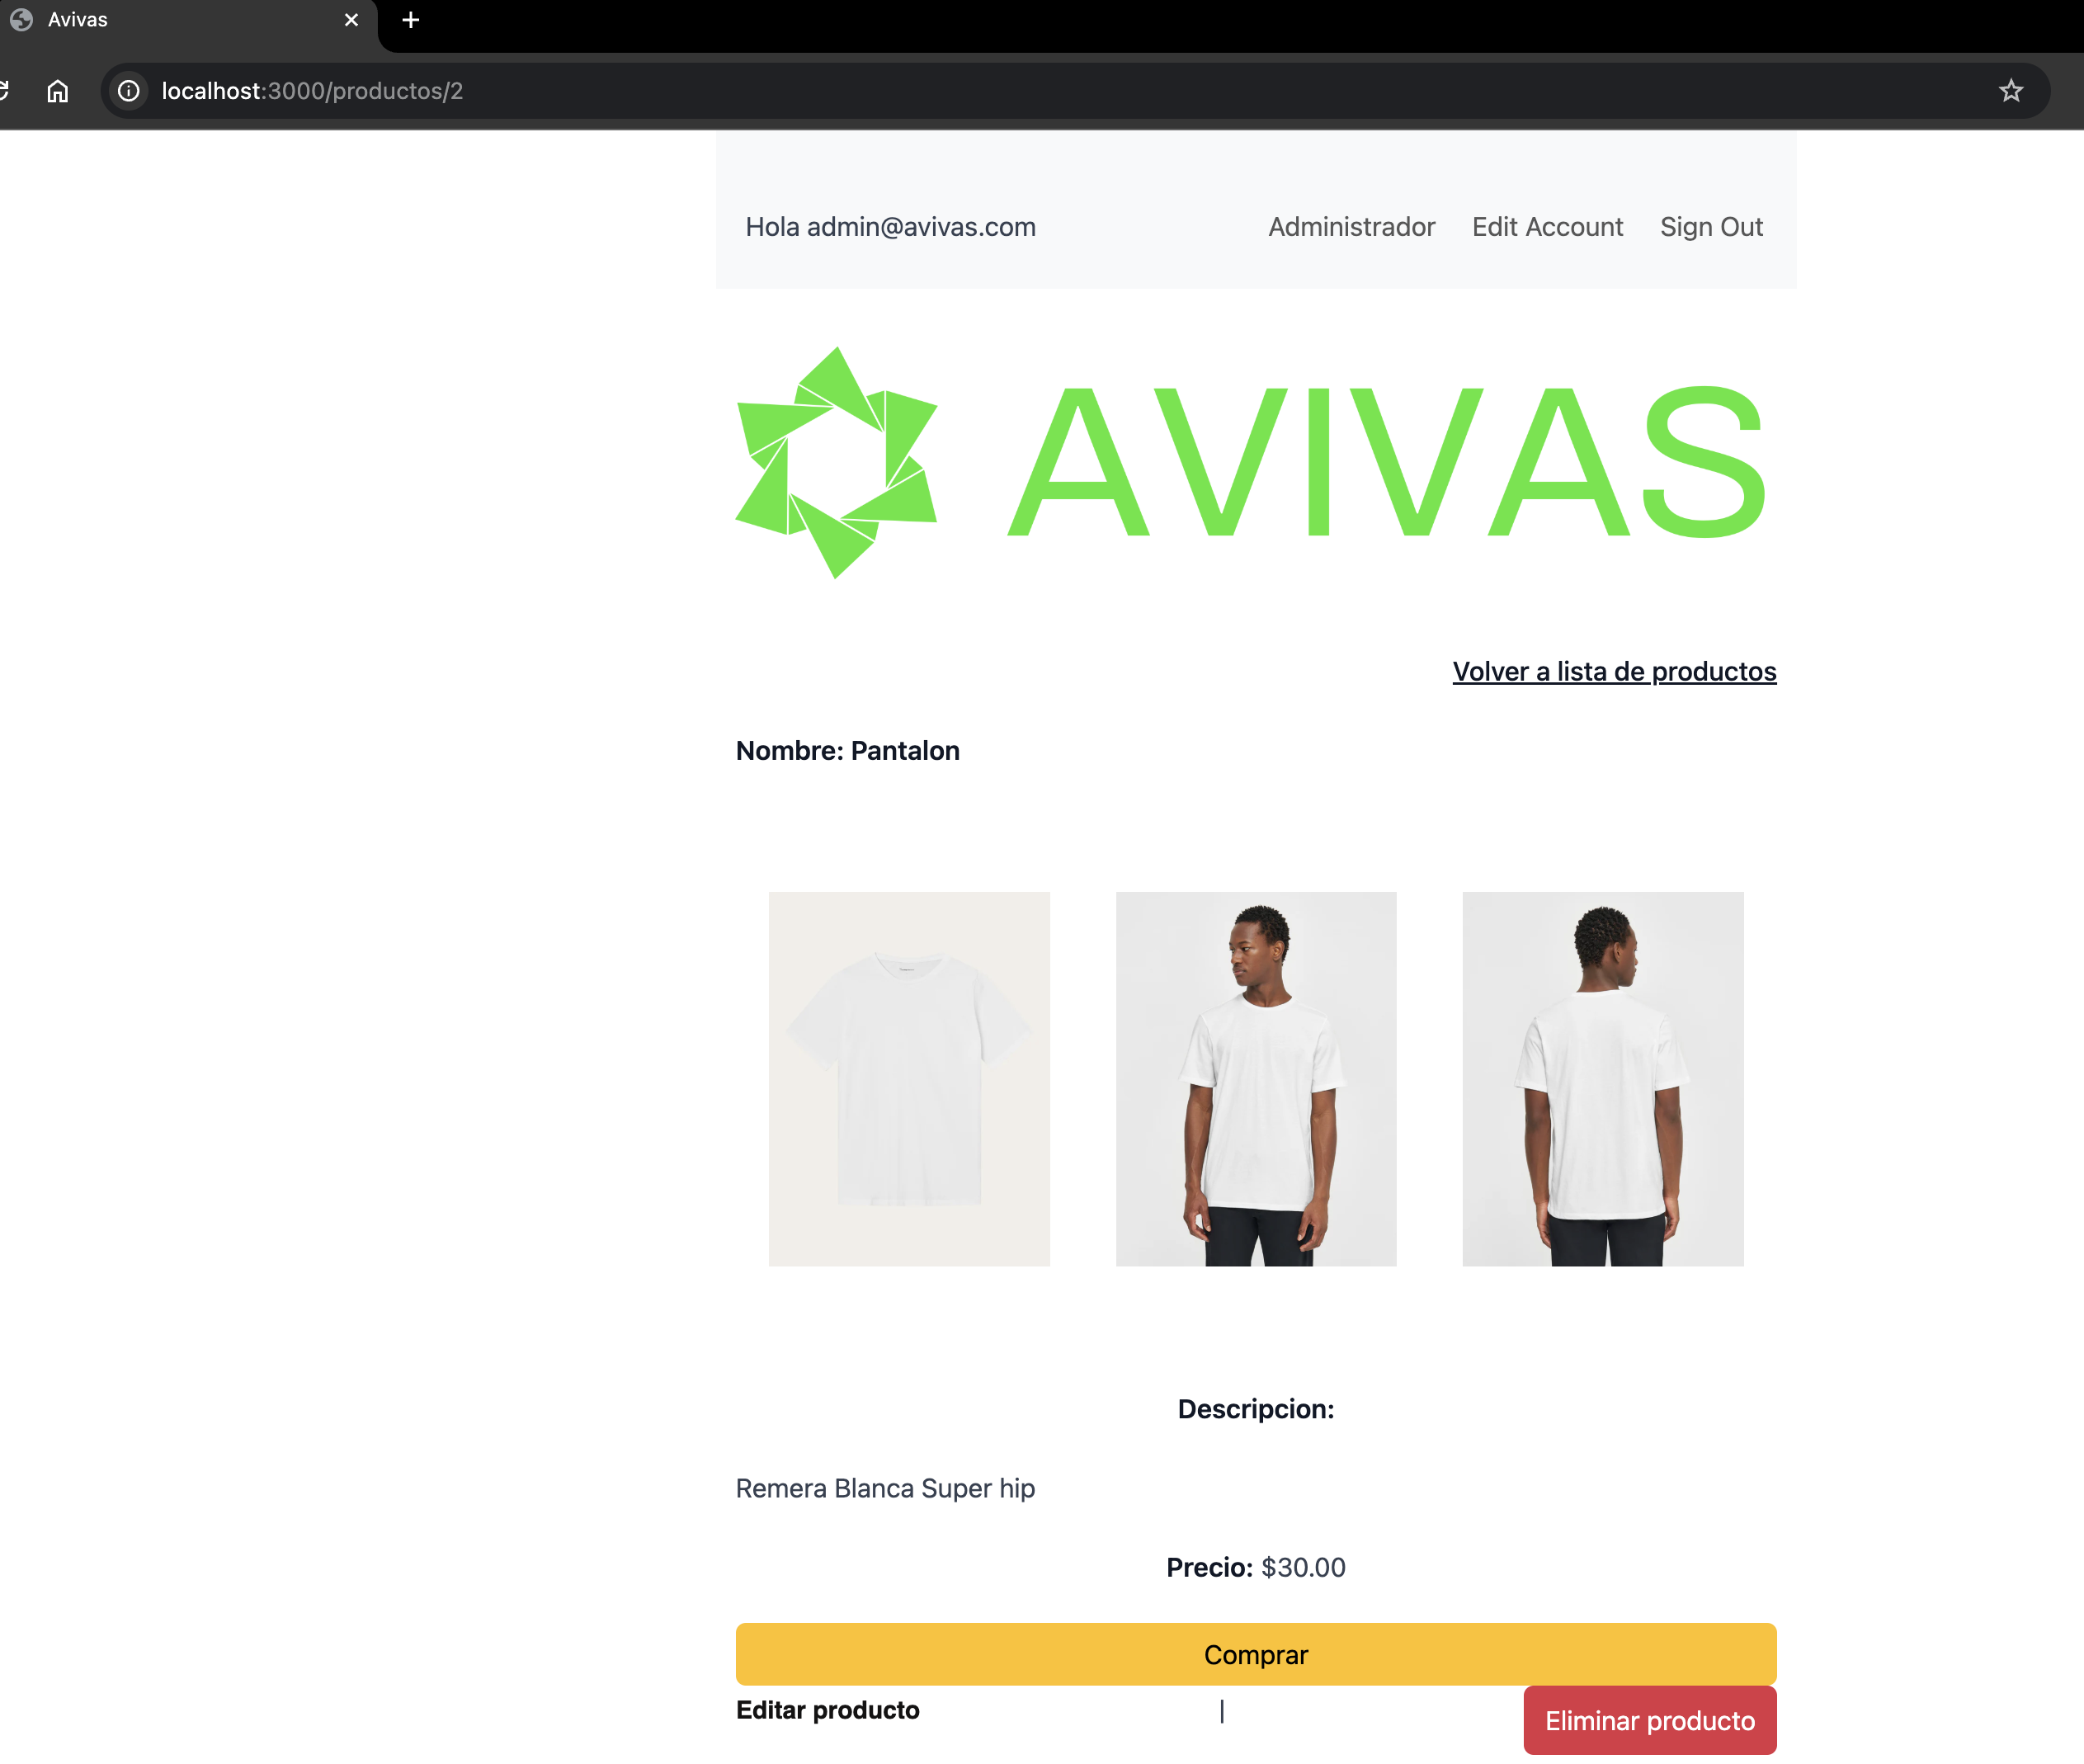 Avivas
localhost:3000/productos/2
Hola admin@avivas.com Administrador Edit Account Sign Out
AVIVAS
Volver a lista de productos
Nombre: Pantalon
Descripcion:
Remera Blanca Super hip
Precio: $30.00
Comprar
Editar producto | Eliminar producto